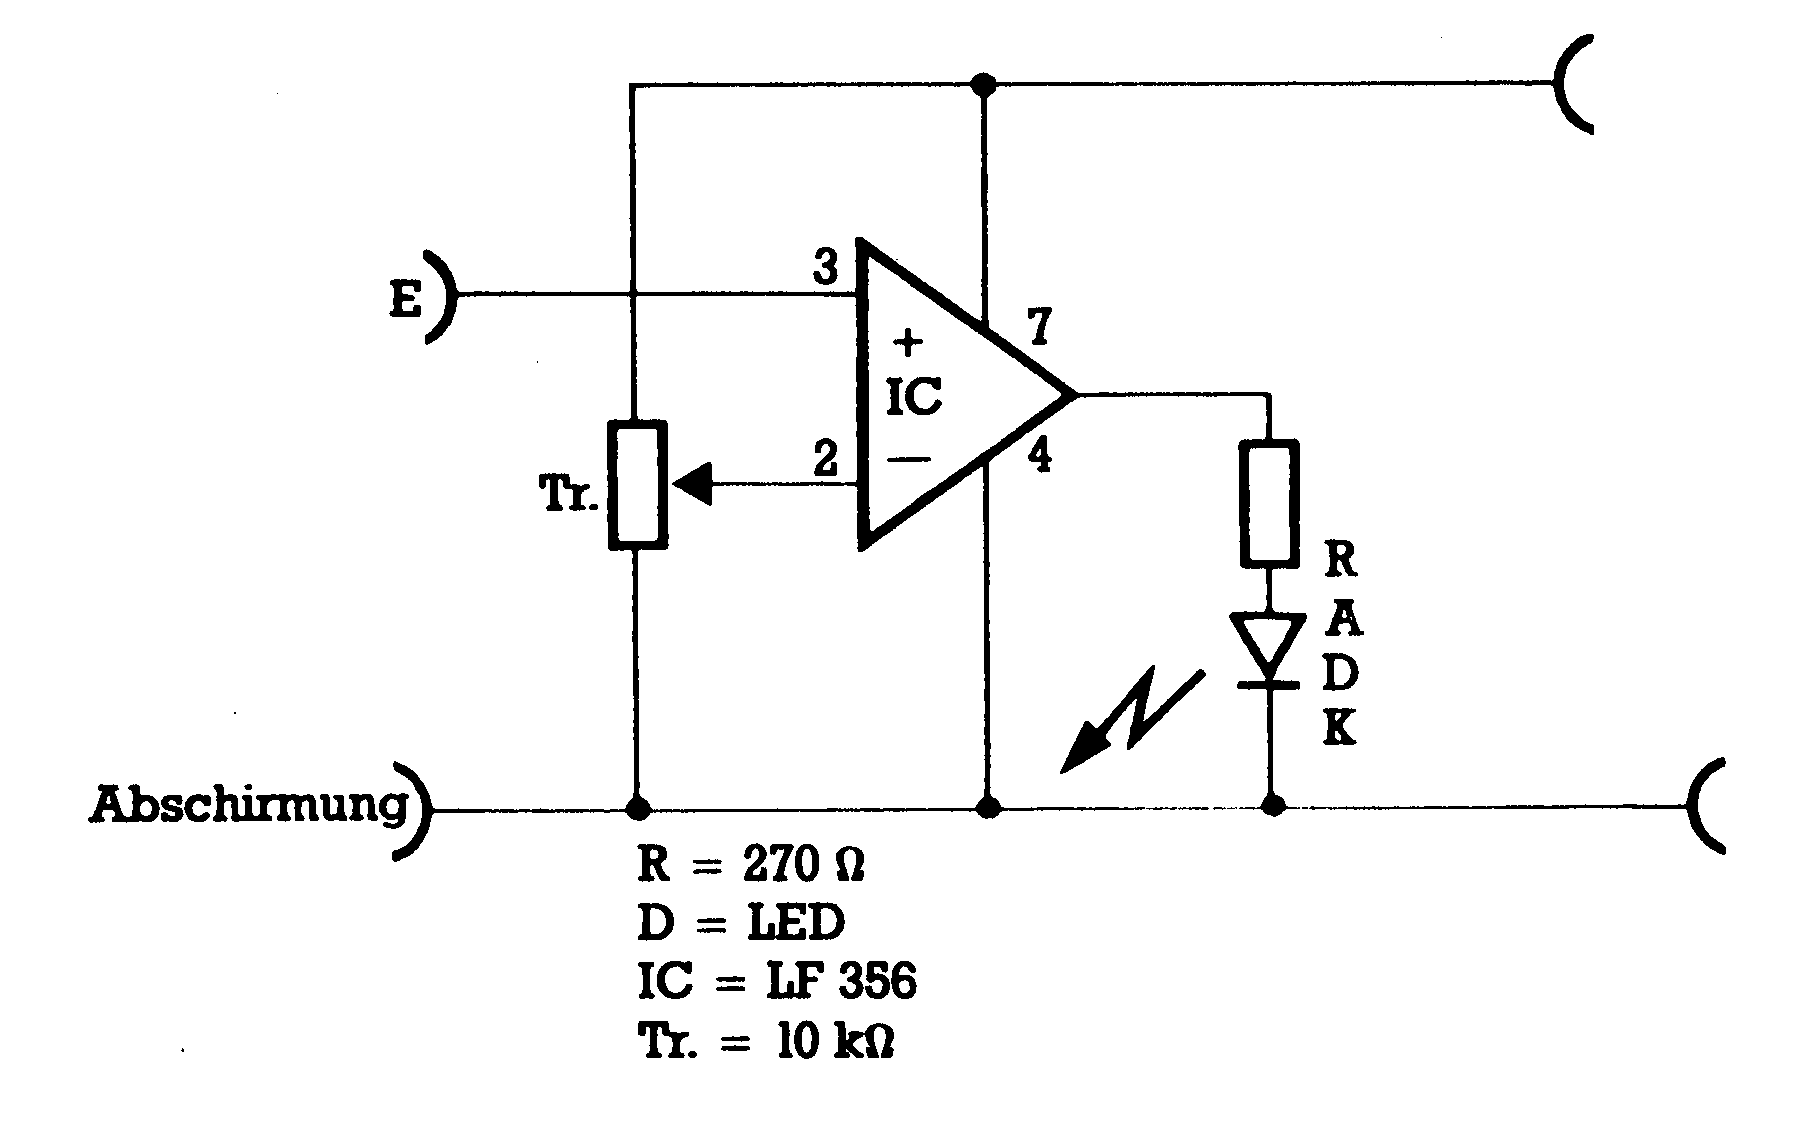 E
3
+
IC
—
2
7
4
Tr.
R
A
D
K
Abschirmung
R = 270 Ω
D = LED
IC = LF 356
Tr. = 10 kΩ